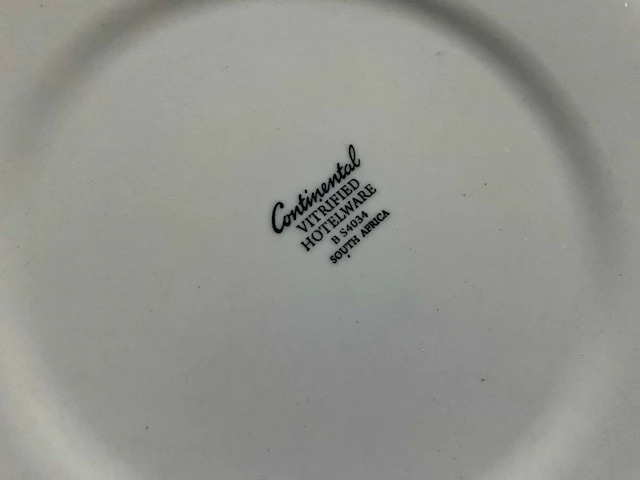 Continental
VITRIFIED
HOTELWARE
B S4034
SOUTH AFRICA